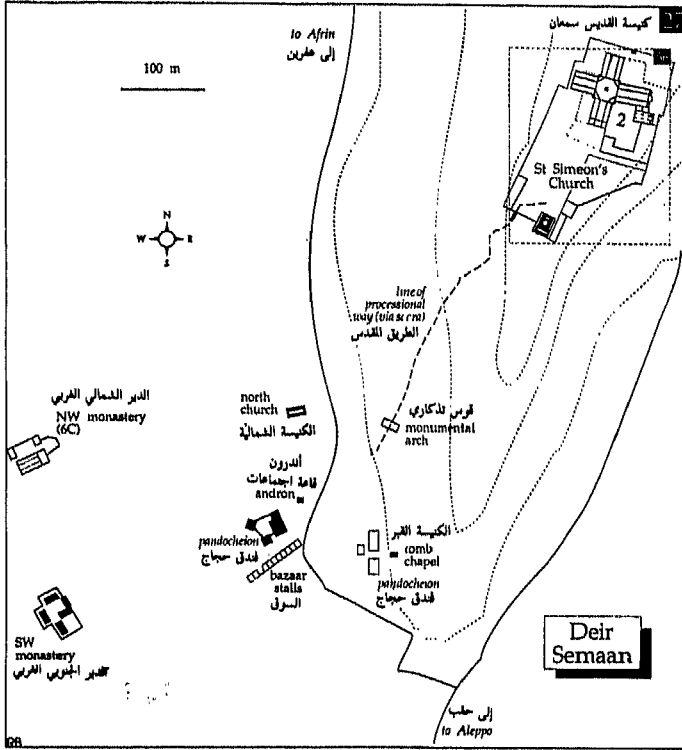 كنيسة القديس سمعان
to Afrin
إلى عفرين
100 m
2
St Simeon's
Church
N
W
E
S
line of
processional
way (via sacra)
الطريق المقدس
الدير الشمالي الغربي
NW monastery
(6C)
north
church
الكنيسة الشمالية
قوس تذكاري
monumental
arch
أندرون
قاعة اجتماعات
andron
الكنيسة القبر
tomb
chapel
pandocheion
فندق حجاج
bazaar
stalls
السوق
pandocheion
فندق حجاج
SW
monastery
الدير الجنوبي الغربي
Deir
Semaan
إلى حلب
to Aleppo